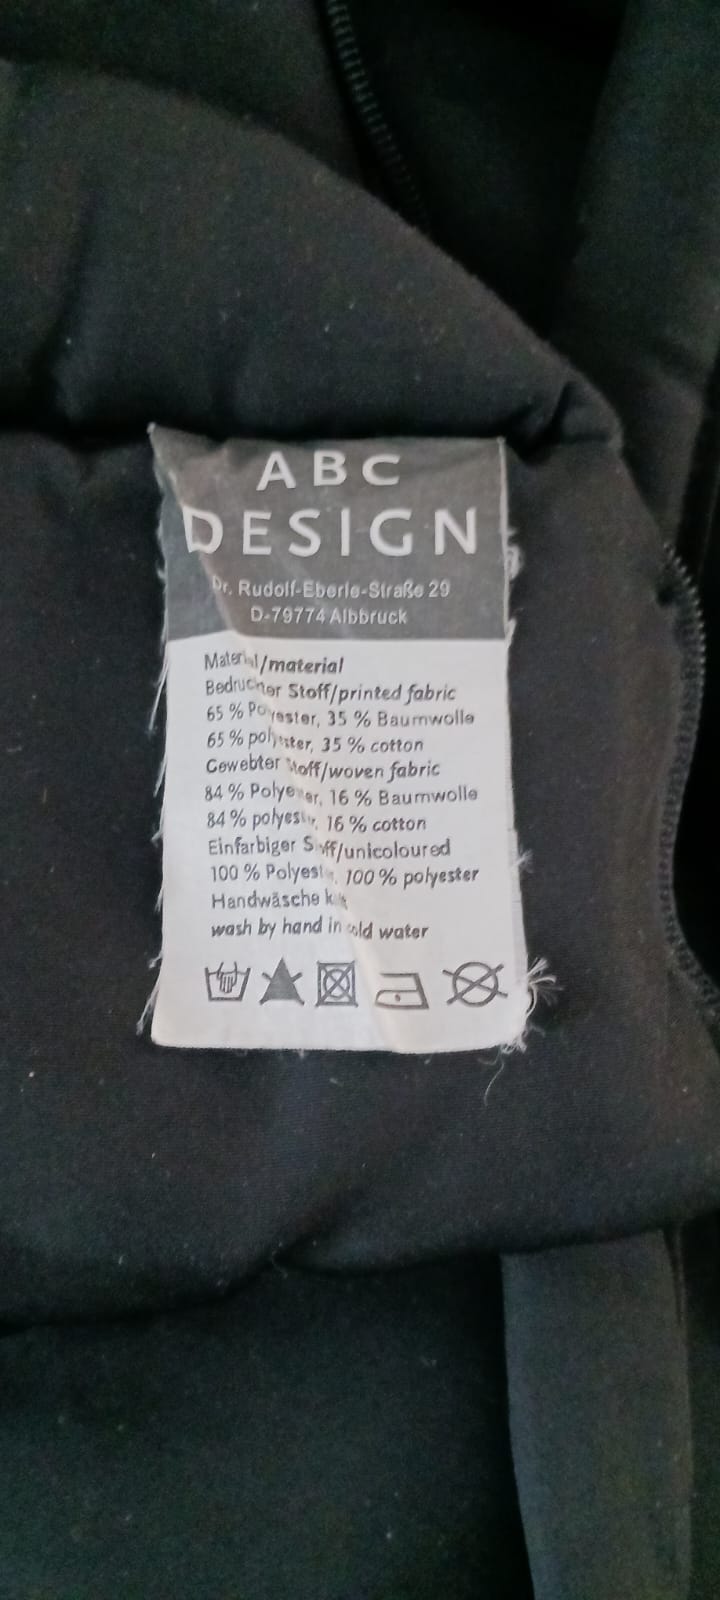 ABC
DESIGN
Dr. Rudolf-Eberle-Straße 29
D-79774 Albbruck
Material/material
Bedruckter Stoff/printed fabric
65 % Polyester, 35 % Baumwolle
65 % polyester, 35 % cotton
Gewebter Stoff/woven fabric
84 % Polyester, 16 % Baumwolle
84 % polyester, 16 % cotton
Einfarbiger Stoff/unicoloured
100 % Polyester, 100 % polyester
Handwäsche kalt
wash by hand in cold water